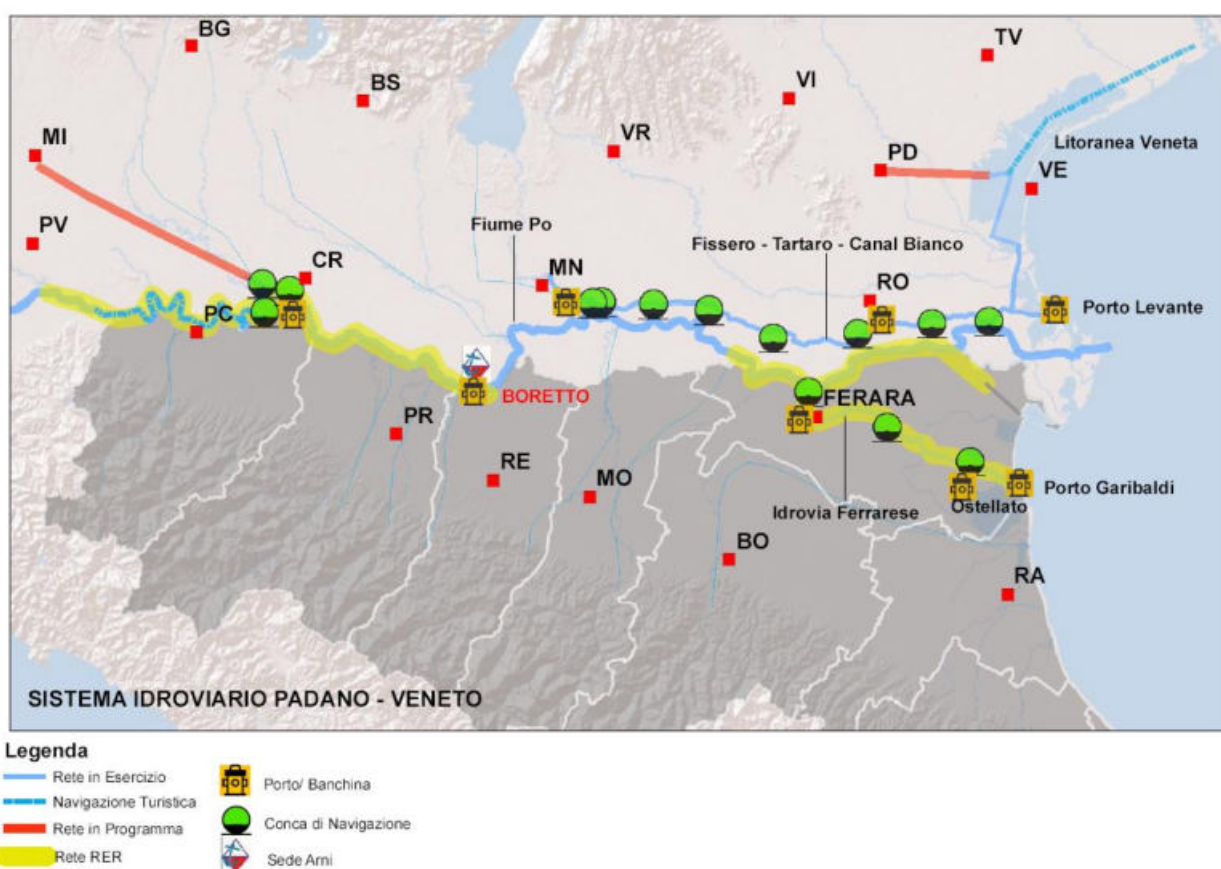 BG
TV
BS
VI
MI
VR
Litoranea Veneta
PD
VE
PV
Fiume Po
Fissero - Tartaro - Canal Bianco
CR
MN
RO
PC
Porto Levante
BORETTO
FERARA
PR
RE
MO
Idrovia Ferrarese
Ostellato
Porto Garibaldi
BO
RA
SISTEMA IDROVIARIO PADANO - VENETO
Legenda
Rete in Esercizio
Navigazione Turistica
Rete in Programma
Rete RER
Porto/ Banchina
Conca di Navigazione
Sede Arni